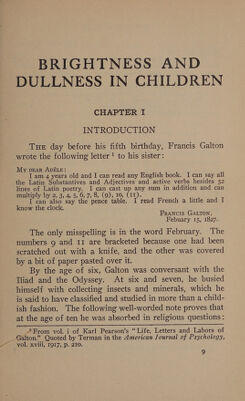 BRIGHTNESS AND
DULLNESS IN CHILDREN
CHAPTER I
INTRODUCTION
THE day before his fifth birthday, Francis Galton
wrote the following letter ¹ to his sister:
MY DEAR ADÈLE:
I am 4 years old and I can read any English book. I can say all
the Latin Substantives and Adjectives and active verbs besides 52
lines of Latin poetry. I can cast up any sum in addition and can
multiply by 2, 3, 4, 5, 6, 7, 8, (9), 10, (11).
I can also say the pence table. I read French a little and I
know the clock.
FRANCIS GALTON,
Febuary 15, 1827.
The only misspelling is in the word February. The
numbers 9 and 11 are bracketed because one had been
scratched out with a knife, and the other was covered
by a bit of paper pasted over it.
By the age of six, Galton was conversant with the
Iliad and the Odyssey. At six and seven, he busied
himself with collecting insects and minerals, which he
is said to have classified and studied in more than a child-
ish fashion. The following well-worded note proves that
at the age of ten he was absorbed in religious questions:
¹ From vol. i of Karl Pearson's "Life, Letters and Labors of
Galton." Quoted by Terman in the American Journal of Psychology,
vol. xxviii, 1917, p. 210.
9